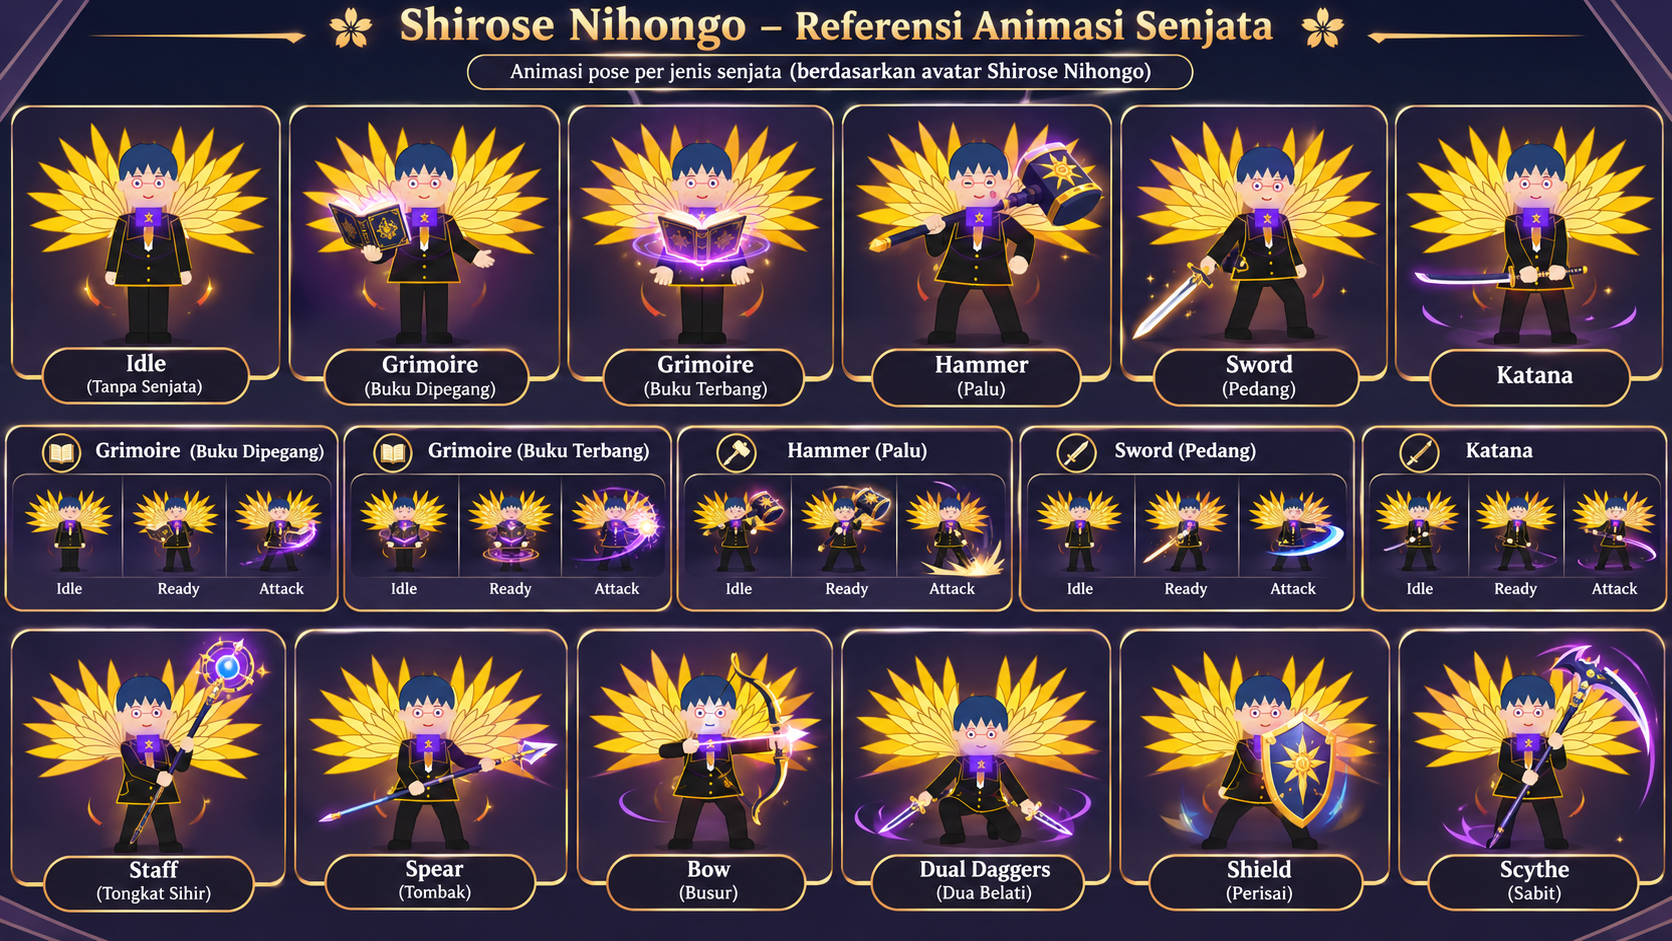 Shirose Nihongo – Referensi Animasi Senjata
Animasi pose per jenis senjata (berdasarkan avatar Shirose Nihongo)
Idle
(Tanpa Senjata)
Grimoire
(Buku Dipegang)
Grimoire
(Buku Terbang)
Hammer
(Palu)
Sword
(Pedang)
Katana
Grimoire (Buku Dipegang)
Idle
Ready
Attack
Grimoire (Buku Terbang)
Idle
Ready
Attack
Hammer (Palu)
Idle
Ready
Attack
Sword (Pedang)
Idle
Ready
Attack
Katana
Idle
Ready
Attack
Staff
(Tongkat Sihir)
Spear
(Tombak)
Bow
(Busur)
Dual Daggers
(Dua Belati)
Shield
(Perisai)
Scythe
(Sabit)